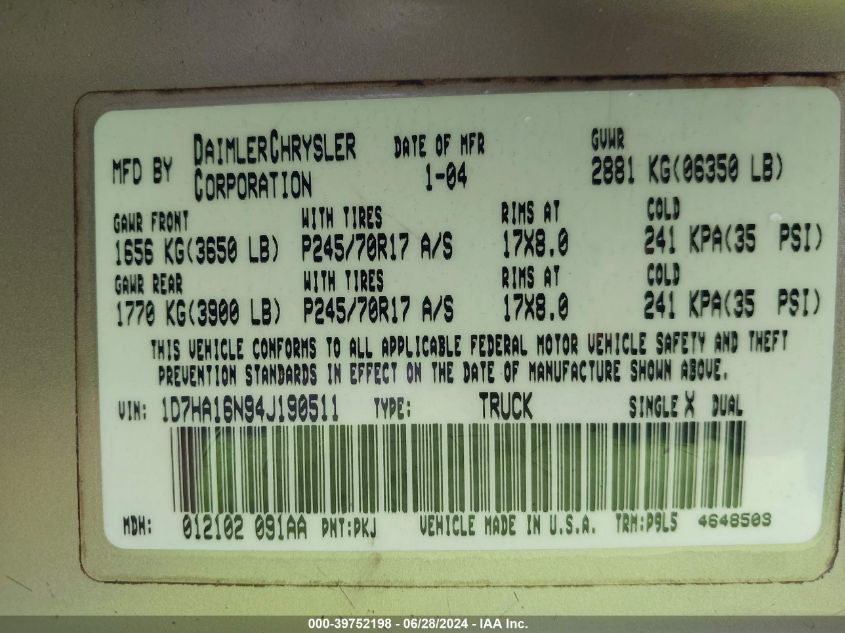 MFD BY DAIMLERCHRYSLER CORPORATION DATE OF MFR 1-04 GVWR 2881 KG(06350 LB)
GAWR FRONT WITH TIRES RIMS AT COLD
1656 KG(3650 LB) P245/70R17 A/S 17X8.0 241 KPA(35 PSI)
GAWR REAR WITH TIRES RIMS AT COLD
1770 KG(3900 LB) P245/70R17 A/S 17X8.0 241 KPA(35 PSI)
THIS VEHICLE CONFORMS TO ALL APPLICABLE FEDERAL MOTOR VEHICLE SAFETY AND THEFT
PREVENTION STANDARDS IN EFFECT ON THE DATE OF MANUFACTURE SHOWN ABOVE.
VIN: 1D7HA16N94J190511 TYPE: TRUCK SINGLE X DUAL
MDH: 012102 091AA PNT:PKJ VEHICLE MADE IN U.S.A. TRM:P9L5 4648503
000-39752198 - 06/28/2024 - IAA Inc.